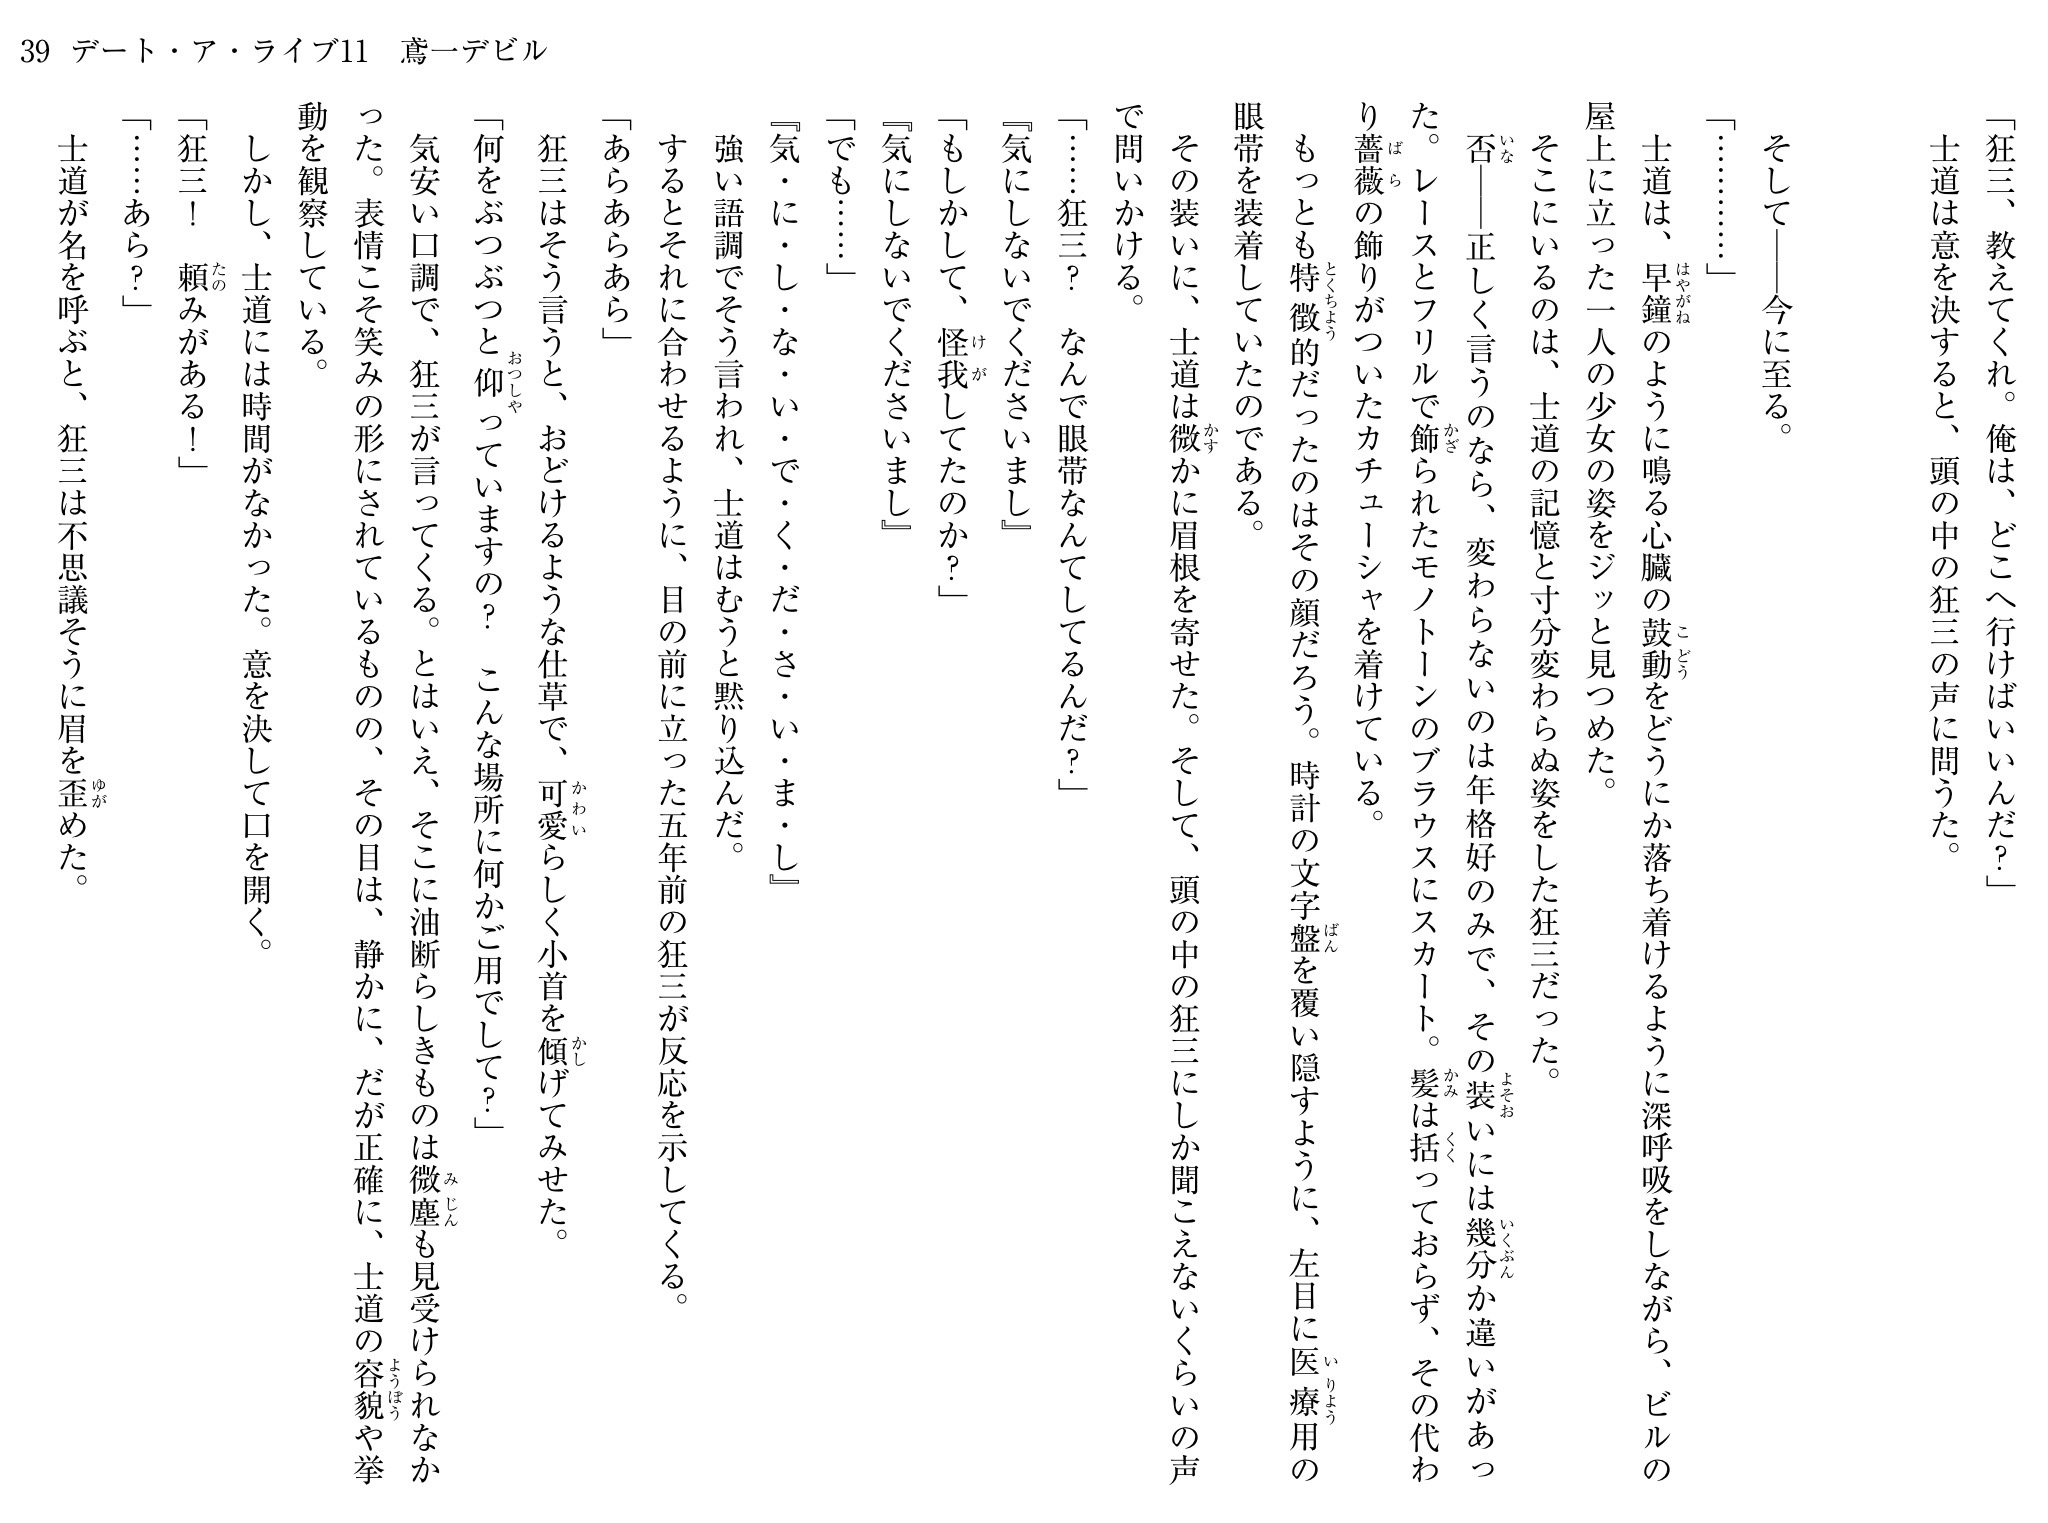 39 デート・ア・ライブ11　鳶一デビル
「狂三、教えてくれ。俺は、どこへ行けばいいんだ？」
　士道は意を決すると、頭の中の狂三の声に問うた。
　そして――今に至る。
「…………」
　士道は、早鐘のように鳴る心臓の鼓動をどうにか落ち着けるように深呼吸をしながら、ビルの
屋上に立った一人の少女の姿をジッと見つめた。
　そこにいるのは、士道の記憶と寸分変わらぬ姿をした狂三だった。
　否――正しく言うのなら、変わらないのは年格好のみで、その装いには幾分か違いがあっ
た。レースとフリルで飾られたモノトーンのブラウスにスカート。髪は括っておらず、その代わ
り薔薇の飾りがついたカチューシャを着けている。
　もっとも特徴的だったのはその顔だろう。時計の文字盤を覆い隠すように、左目に医療用の
眼帯を装着していたのである。
　その装いに、士道は微かに眉根を寄せた。そして、頭の中の狂三にしか聞こえないくらいの声
で問いかける。
「……狂三？　なんで眼帯なんてしてるんだ？」
『気にしないでくださいまし』
「もしかして、怪我してたのか？」
『気にしないでくださいまし』
「でも……」
『気・に・し・な・い・で・く・だ・さ・い・ま・し』
　強い語調でそう言われ、士道はむうと黙り込んだ。
　するとそれに合わせるように、目の前に立った五年前の狂三が反応を示してくる。
「あらあらあら」
　狂三はそう言うと、おどけるような仕草で、可愛らしく小首を傾げてみせた。
「何をぶつぶつと仰っていますの？　こんな場所に何かご用でして？」
　気安い口調で、狂三が言ってくる。とはいえ、そこに油断らしきものは微塵も見受けられなか
った。表情こそ笑みの形にされているものの、その目は、静かに、だが正確に、士道の容貌や挙
動を観察している。
　しかし、士道には時間がなかった。意を決して口を開く。
「狂三！　頼みがある！」
「……あら？」
　士道が名を呼ぶと、狂三は不思議そうに眉を歪めた。